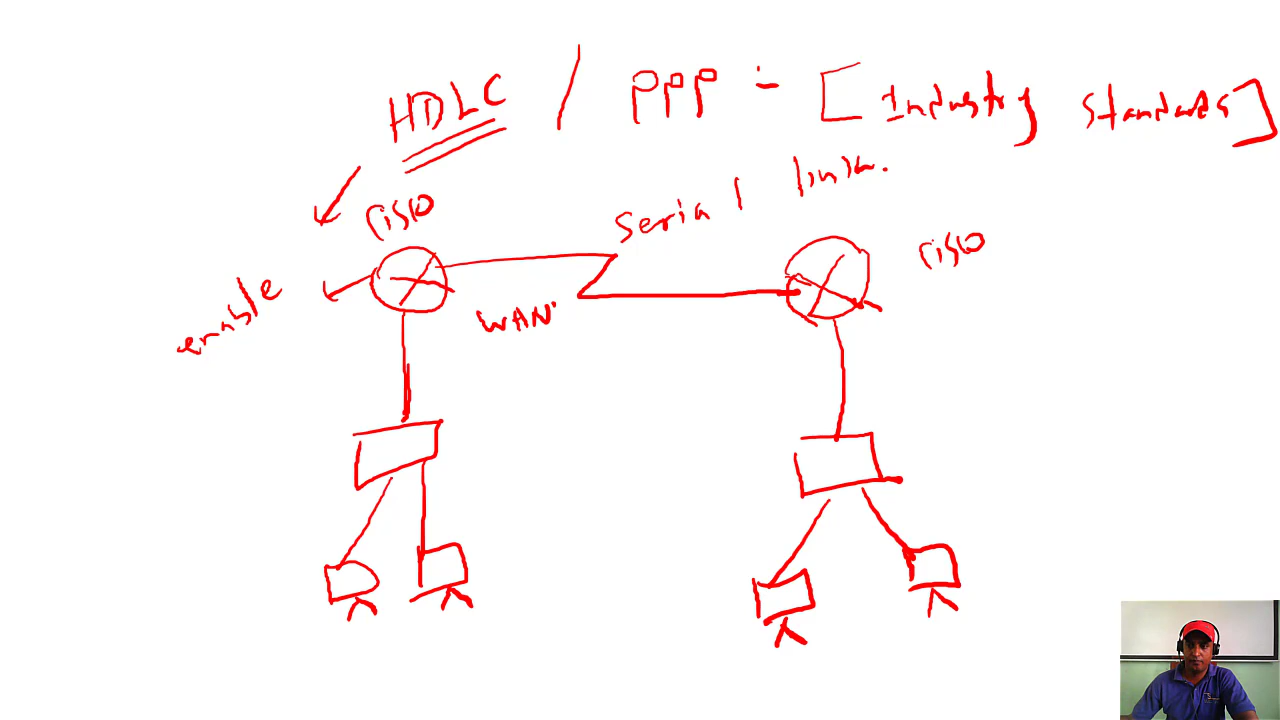 HDLC / PPP - [Industry Standards]
Serial link.
cisco
cisco
enable
WAN